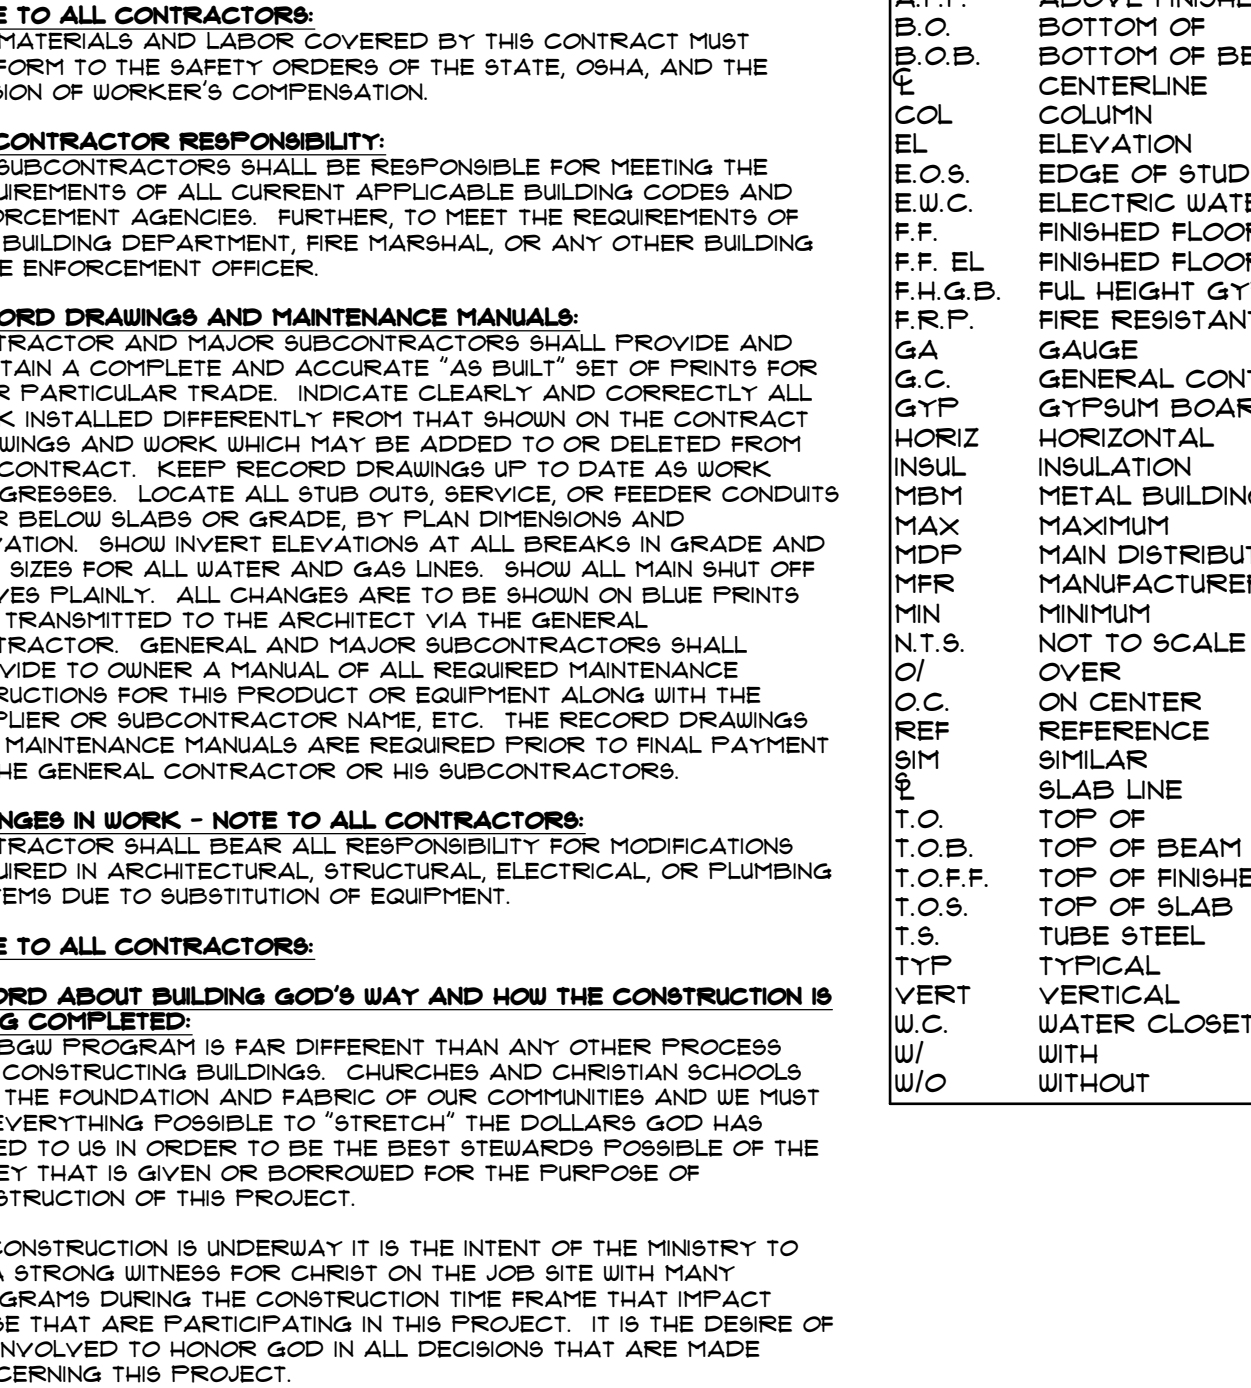 TO ALL CONTRACTORS:
MATERIALS AND LABOR COVERED BY THIS CONTRACT MUST
FORM TO THE SAFETY ORDERS OF THE STATE, OSHA, AND THE
SION OF WORKER'S COMPENSATION.
CONTRACTOR RESPONSIBILITY:
SUBCONTRACTORS SHALL BE RESPONSIBLE FOR MEETING THE
UIREMENTS OF ALL CURRENT APPLICABLE BUILDING CODES AND
ORCEMENT AGENCIES. FURTHER, TO MEET THE REQUIREMENTS OF
BUILDING DEPARTMENT, FIRE MARSHAL, OR ANY OTHER BUILDING
E ENFORCEMENT OFFICER.
ORD DRAWINGS AND MAINTENANCE MANUALS:
TRACTOR AND MAJOR SUBCONTRACTORS SHALL PROVIDE AND
TAIN A COMPLETE AND ACCURATE "AS BUILT" SET OF PRINTS FOR
R PARTICULAR TRADE. INDICATE CLEARLY AND CORRECTLY ALL
K INSTALLED DIFFERENTLY FROM THAT SHOWN ON THE CONTRACT
WINGS AND WORK WHICH MAY BE ADDED TO OR DELETED FROM
CONTRACT. KEEP RECORD DRAWINGS UP TO DATE AS WORK
GRESSES. LOCATE ALL STUB OUTS, SERVICE, OR FEEDER CONDUITS
R BELOW SLABS OR GRADE, BY PLAN DIMENSIONS AND
VATION. SHOW INVERT ELEVATIONS AT ALL BREAKS IN GRADE AND
SIZES FOR ALL WATER AND GAS LINES. SHOW ALL MAIN SHUT OFF
VES PLAINLY. ALL CHANGES ARE TO BE SHOWN ON BLUE PRINTS
TRANSMITTED TO THE ARCHITECT VIA THE GENERAL
TRACTOR. GENERAL AND MAJOR SUBCONTRACTORS SHALL
VIDE TO OWNER A MANUAL OF ALL REQUIRED MAINTENANCE
RUCTIONS FOR THIS PRODUCT OR EQUIPMENT ALONG WITH THE
PLIER OR SUBCONTRACTOR NAME, ETC. THE RECORD DRAWINGS
MAINTENANCE MANUALS ARE REQUIRED PRIOR TO FINAL PAYMENT
HE GENERAL CONTRACTOR OR HIS SUBCONTRACTORS.
NGES IN WORK - NOTE TO ALL CONTRACTORS:
TRACTOR SHALL BEAR ALL RESPONSIBILITY FOR MODIFICATIONS
UIRED IN ARCHITECTURAL, STRUCTURAL, ELECTRICAL, OR PLUMBING
TEMS DUE TO SUBSTITUTION OF EQUIPMENT.
E TO ALL CONTRACTORS:
ORD ABOUT BUILDING GOD'S WAY AND HOW THE CONSTRUCTION IS
G COMPLETED:
BGW PROGRAM IS FAR DIFFERENT THAN ANY OTHER PROCESS
CONSTRUCTING BUILDINGS. CHURCHES AND CHRISTIAN SCHOOLS
THE FOUNDATION AND FABRIC OF OUR COMMUNITIES AND WE MUST
EVERYTHING POSSIBLE TO "STRETCH" THE DOLLARS GOD HAS
ED TO US IN ORDER TO BE THE BEST STEWARDS POSSIBLE OF THE
EY THAT IS GIVEN OR BORROWED FOR THE PURPOSE OF
STRUCTION OF THIS PROJECT.
CONSTRUCTION IS UNDERWAY IT IS THE INTENT OF THE MINISTRY TO
A STRONG WITNESS FOR CHRIST ON THE JOB SITE WITH MANY
GRAMS DURING THE CONSTRUCTION TIME FRAME THAT IMPACT
SE THAT ARE PARTICIPATING IN THIS PROJECT. IT IS THE DESIRE OF
NVOLVED TO HONOR GOD IN ALL DECISIONS THAT ARE MADE
CERNING THIS PROJECT.
B.O. BOTTOM OF
B.O.B. BOTTOM OF BE
℄ CENTERLINE
COL COLUMN
EL ELEVATION
E.O.S. EDGE OF STUD
E.W.C. ELECTRIC WATE
F.F. FINISHED FLOOR
F.F. EL FINISHED FLOOR
F.H.G.B. FUL HEIGHT GY
F.R.P. FIRE RESISTANT
GA GAUGE
G.C. GENERAL CONT
GYP GYPSUM BOAR
HORIZ HORIZONTAL
INSUL INSULATION
MBM METAL BUILDING
MAX MAXIMUM
MDP MAIN DISTRIBUT
MFR MANUFACTURER
MIN MINIMUM
N.T.S. NOT TO SCALE
O/ OVER
O.C. ON CENTER
REF REFERENCE
SIM SIMILAR
SLAB LINE
T.O. TOP OF
T.O.B. TOP OF BEAM
T.O.F.F. TOP OF FINISHE
T.O.S. TOP OF SLAB
T.S. TUBE STEEL
TYP TYPICAL
VERT VERTICAL
W.C. WATER CLOSET
W/ WITH
W/O WITHOUT